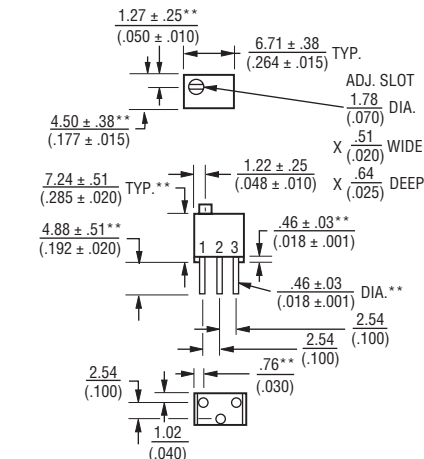 1.27 ± .25**
(.050 ± .010)
6.71 ± .38 TYP.
(.264 ± .015)
ADJ. SLOT
1.78 DIA.
(.070)
4.50 ± .38**
(.177 ± .015)
X .51 WIDE
(.020)
1.22 ± .25
(.048 ± .010)
X .64 DEEP
(.025)
7.24 ± .51 TYP.**
(.285 ± .020)
4.88 ± .51**
(.192 ± .020)
.46 ± .03**
(.018 ± .001)
1 2 3
.46 ±.03 DIA.**
(.018 ±.001)
2.54
(.100)
2.54
(.100)
.76**
(.030)
2.54
(.100)
1.02
(.040)